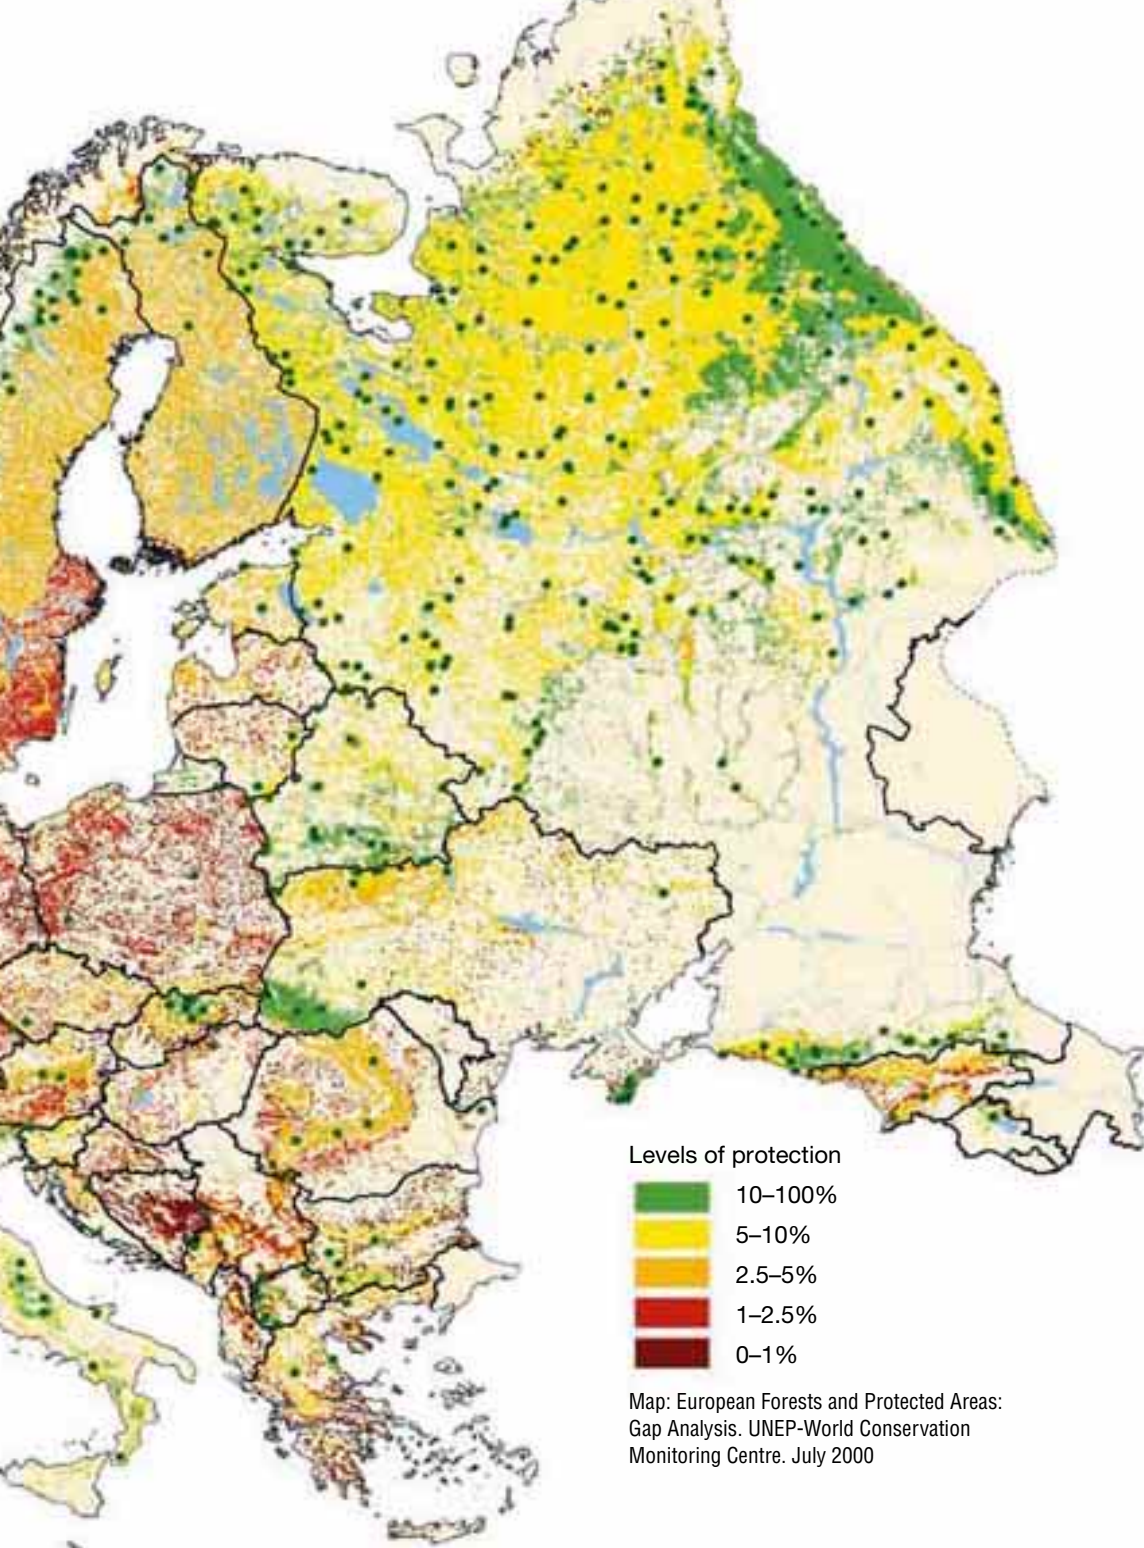 Levels of protection
10–100%
5–10%
2.5–5%
1–2.5%
0–1%
Map: European Forests and Protected Areas:
Gap Analysis. UNEP-World Conservation
Monitoring Centre. July 2000